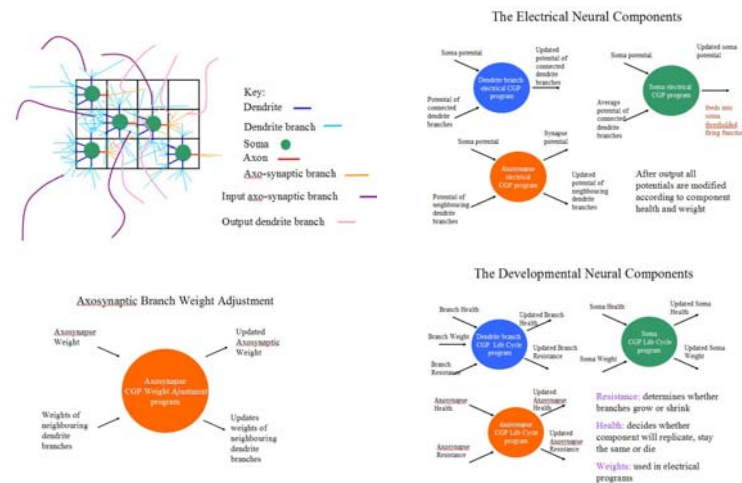 Key:
Dendrite
Dendrite branch
Soma
Axon
Axo-synaptic branch
Input axo-synaptic branch
Output dendrite branch
The Electrical Neural Components
Soma potential
Updated
potential of
connected
dendrite
branches
Dendrite branch
electrical CGP
program
Potential of
connected
dendrite
branches
Soma potential
Updated soma
potential
Soma electrical
CGP program
Average
potential of
connected
dendrite
branches
feeds into
soma
thresholded
firing function
Soma potential
Synapse
potential
Axosynapse
electrical
CGP program
Potential of
neighbouring
dendrite
branches
Updated
potential of
neighbouring
dendrite
branches
After output all
potentials are modified
according to component
health and weight
Axosynaptic Branch Weight Adjustment
Axosynapse
Weight
Updated
Axosynaptic
Weight
Axosynapse
CGP Weight Ajustment
program
Weights of
neighbouring
dendrite
branches
Updates
weights of
neighbouring
dendrite
branches
The Developmental Neural Components
Branch Health
Updated Branch
Health
Branch Weight
Dendrite branch
CGP Life Cycle
program
Updated Branch
Resistance
Branch
Resistance
Soma Health
Updated Soma
Health
Soma
CGP Life Cycle
program
Soma Weight
Updated Soma
Weight
Axosynapse
Health
Updated
Axosynapse
Health
Axosynapse
CGP Life Cycle
program
Axosynapse
Resistance
Updated
Axosynapse
Resistance
Resistance: determines whether
branches grow or shrink
Health: decides whether
component will replicate, stay
the same or die
Weights: used in electrical
programs